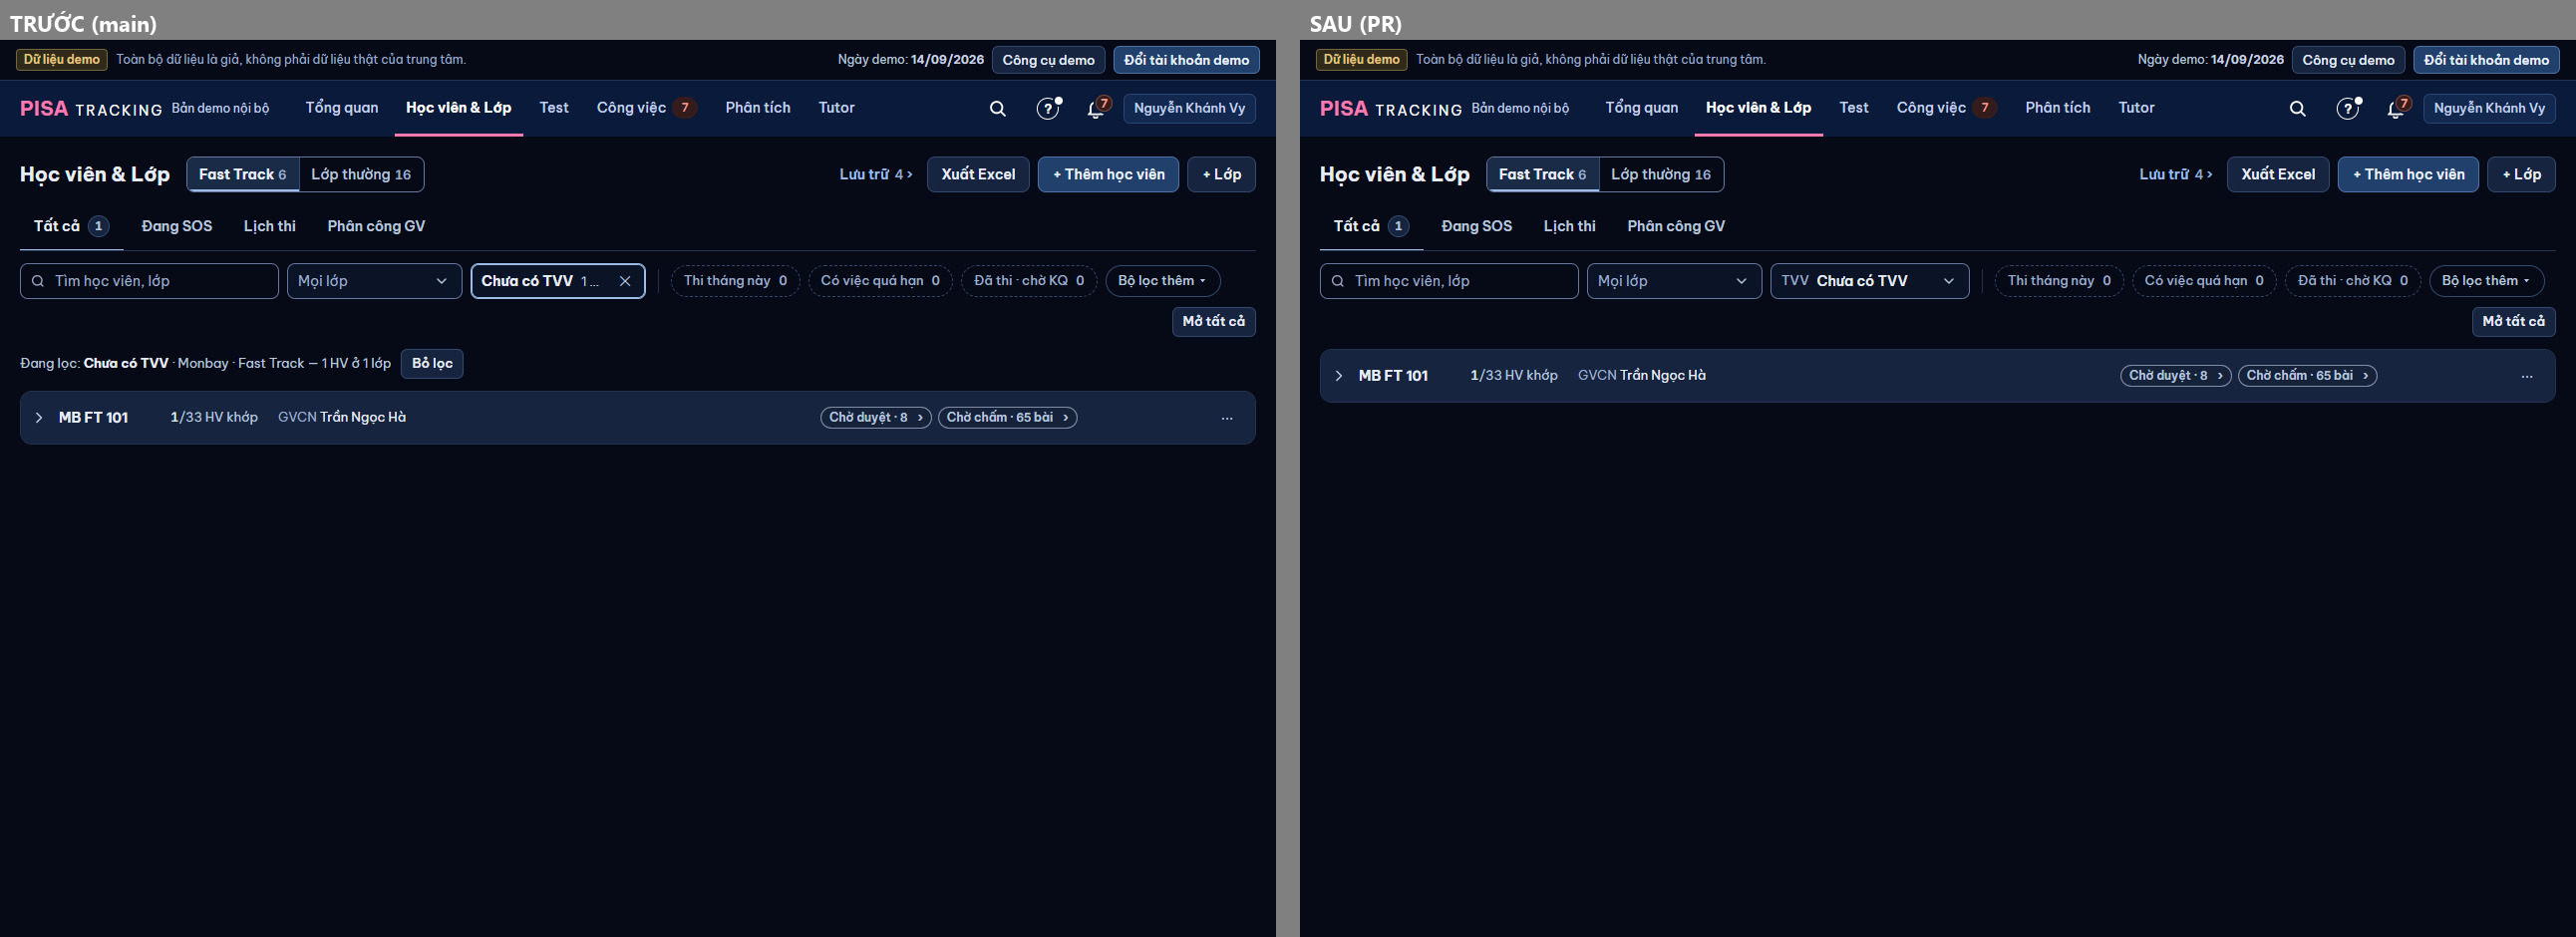 TRƯỚC (main)
Dữ liệu demo Toàn bộ dữ liệu là giả, không phải dữ liệu thật của trung tâm. Ngày demo: 14/09/2026 Công cụ demo Đổi tài khoản demo
PISA TRACKING Bản demo nội bộ Tổng quan Học viên & Lớp Test Công việc 7 Phân tích Tutor ? 7 Nguyễn Khánh Vy
Học viên & Lớp Fast Track 6 Lớp thường 16 Lưu trữ 4 › Xuất Excel + Thêm học viên + Lớp
Tất cả 1 Đang SOS Lịch thi Phân công GV
Tìm học viên, lớp Mọi lớp Chưa có TVV 1 ... Thi tháng này 0 Có việc quá hạn 0 Đã thi · chờ KQ 0 Bộ lọc thêm
Mở tất cả
Đang lọc: Chưa có TVV · Monbay · Fast Track — 1 HV ở 1 lớp Bỏ lọc
MB FT 101 1/33 HV khớp GVCN Trần Ngọc Hà Chờ duyệt · 8 › Chờ chấm · 65 bài › ...
SAU (PR)
Dữ liệu demo Toàn bộ dữ liệu là giả, không phải dữ liệu thật của trung tâm. Ngày demo: 14/09/2026 Công cụ demo Đổi tài khoản demo
PISA TRACKING Bản demo nội bộ Tổng quan Học viên & Lớp Test Công việc 7 Phân tích Tutor ? 7 Nguyễn Khánh Vy
Học viên & Lớp Fast Track 6 Lớp thường 16 Lưu trữ 4 › Xuất Excel + Thêm học viên + Lớp
Tất cả 1 Đang SOS Lịch thi Phân công GV
Tìm học viên, lớp Mọi lớp TVV Chưa có TVV Thi tháng này 0 Có việc quá hạn 0 Đã thi · chờ KQ 0 Bộ lọc thêm
Mở tất cả
MB FT 101 1/33 HV khớp GVCN Trần Ngọc Hà Chờ duyệt · 8 › Chờ chấm · 65 bài › ...